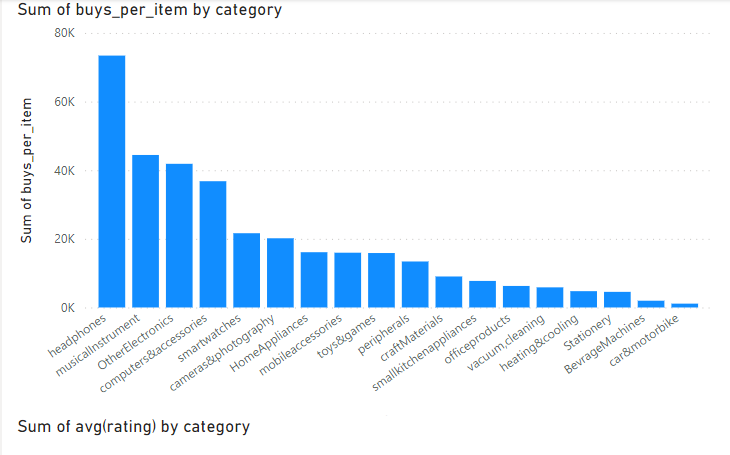 Sum of buys_per_item by category
80K
60K
40K
20K
0K
Sum of buys_per_item
headphones
musicalInstrument
OtherElectronics
computers&accessories
smartwatches
cameras&photography
HomeAppliances
mobileaccessories
toys&games
peripherals
craftMaterials
smallkitchenappliances
officeproducts
vacuum,cleaning
heating&cooling
Stationery
BevrageMachines
car&motorbike
Sum of avg(rating) by category